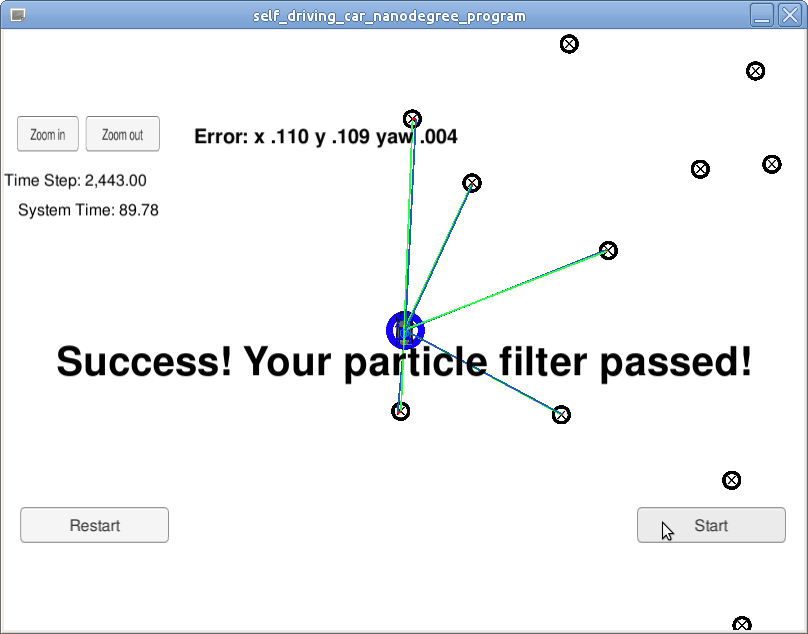 self_driving_car_nanodegree_program
Zoom in
Zoom out
Error: x .110 y .109 yaw .004
Time Step: 2,443.00
System Time: 89.78
Success! Your particle filter passed!
Restart
Start